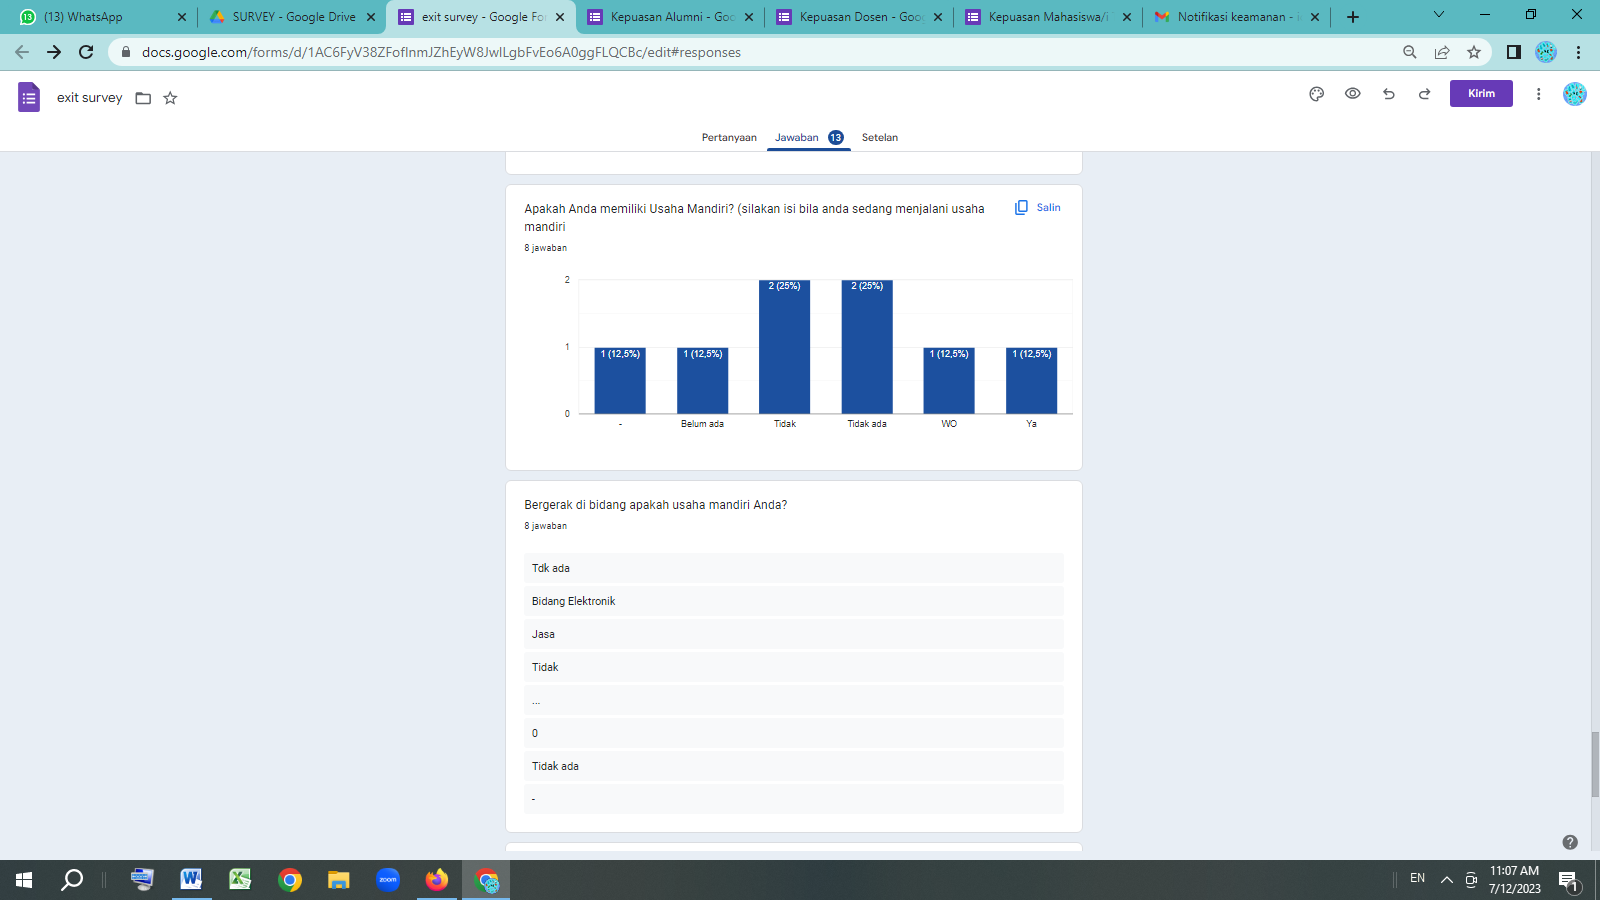 (13) WhatsApp
SURVEY - Google Drive
exit survey - Google Fo
Kepuasan Alumni - Goo
Kepuasan Dosen - Goog
Kepuasan Mahasiswa/i
Notifikasi keamanan -
docs.google.com/forms/d/1AC6FyV38ZFofInmJZhEyW8JwILgbFvEo6A0ggFLQCBc/edit#responses
exit survey
Kirim
Pertanyaan
Jawaban 13
Setelan
Apakah Anda memiliki Usaha Mandiri? (silakan isi bila anda sedang menjalani usaha
mandiri
Salin
8 jawaban
2
1
0
1 (12,5%)
1 (12,5%)
2 (25%)
2 (25%)
1 (12,5%)
1 (12,5%)
-
Belum ada
Tidak
Tidak ada
WO
Ya
Bergerak di bidang apakah usaha mandiri Anda?
8 jawaban
Tdk ada
Bidang Elektronik
Jasa
Tidak
...
0
Tidak ada
-
zoom
EN
11:07 AM
7/12/2023
1